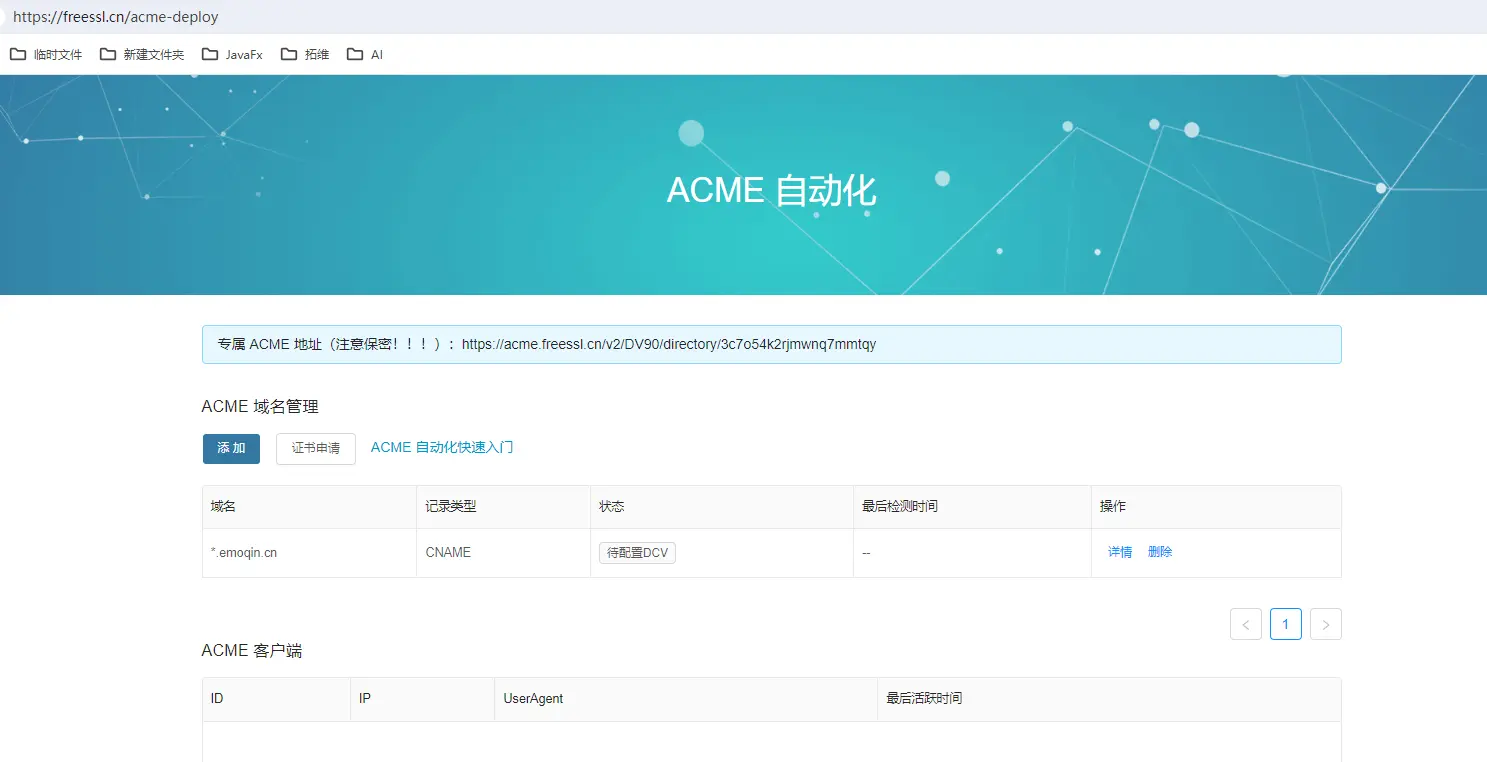 https://freessl.cn/acme-deploy
临时文件 新建文件夹 JavaFx 拓维 AI
ACME 自动化
专属 ACME 地址（注意保密！！！）：https://acme.freessl.cn/v2/DV90/directory/3c7o54k2rjmwnq7mmtqy
ACME 域名管理
添 加 证书申请 ACME 自动化快速入门
域名 记录类型 状态 最后检测时间 操作
*.emoqin.cn CNAME 待配置DCV -- 详情 删除
< 1 >
ACME 客户端
ID IP UserAgent 最后活跃时间